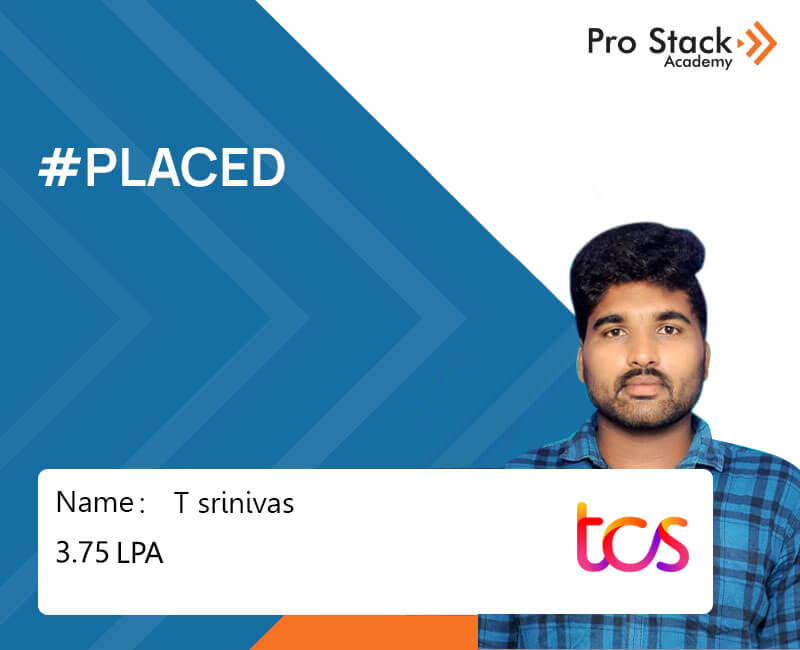 Pro Stack
Academy
#PLACED
Name: T srinivas
3.75 LPA
tcs